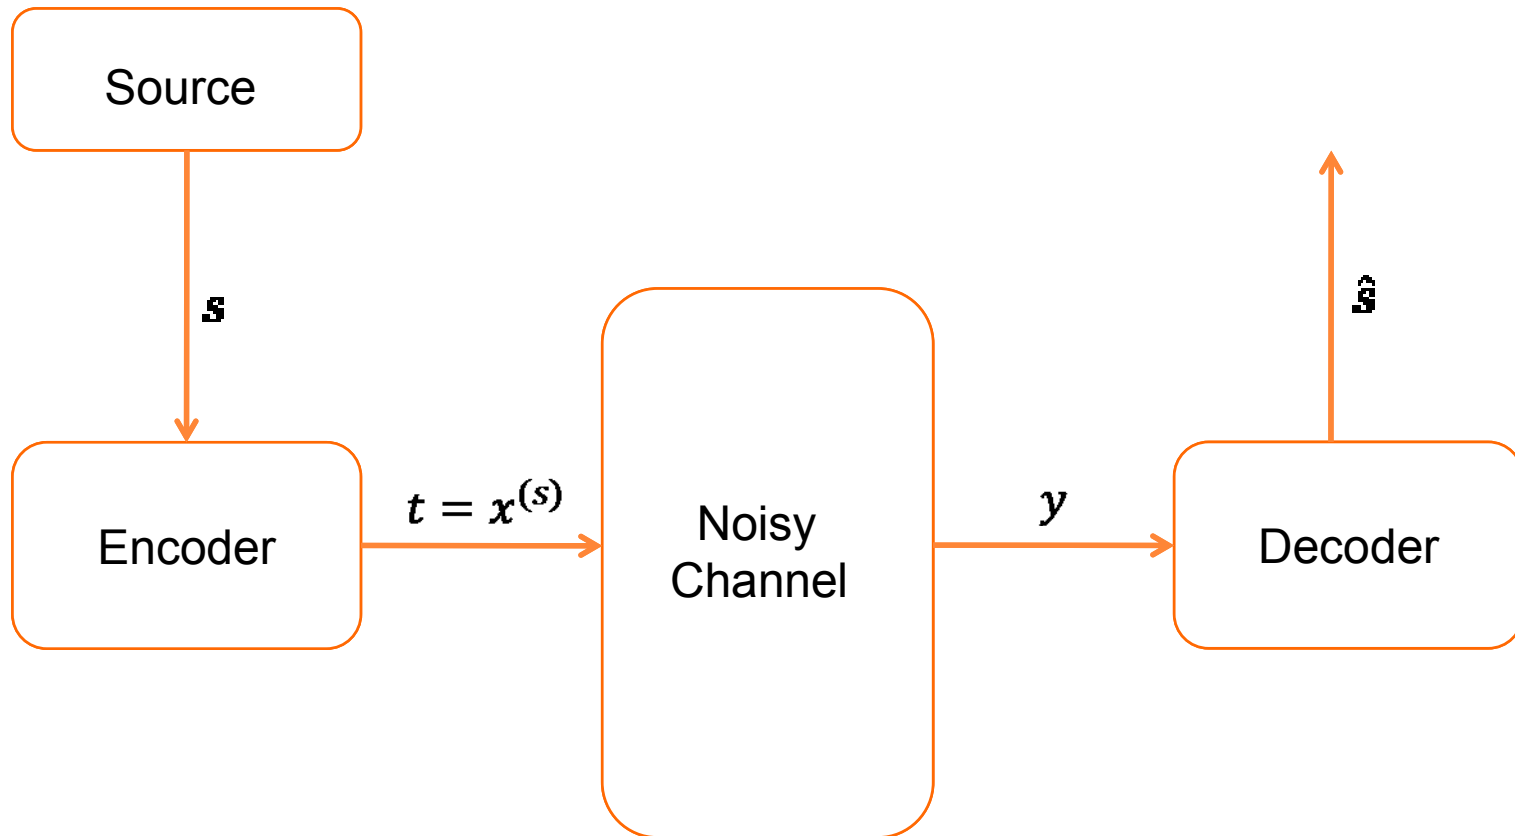 Source
s
ŝ
t = x^(s)
y
Encoder
Noisy
Channel
Decoder